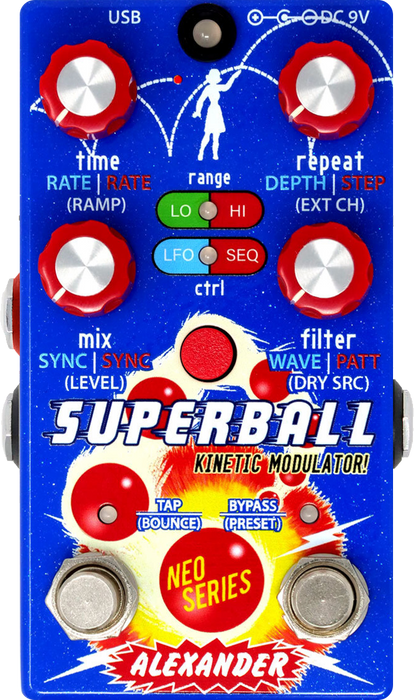 USB DC 9V
time repeat
RATE | RATE DEPTH | STEP
(RAMP) (EXT CH)
range
LO HI
LFO SEQ
ctrl
mix filter
SYNC | SYNC WAVE | PATT
(LEVEL) (DRY SRC)
SUPERBALL
KINETIC MODULATOR!
TAP BYPASS
(BOUNCE) (PRESET)
NEO
SERIES
ALEXANDER